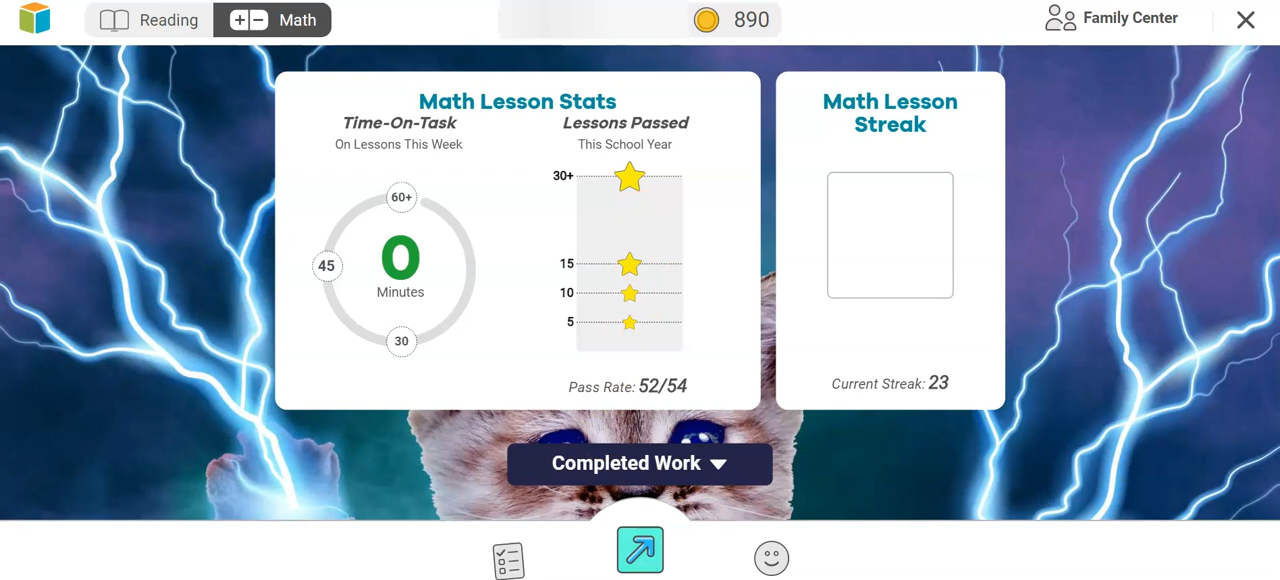 Reading
Math
890
Family Center
Math Lesson Stats
Time-On-Task
On Lessons This Week
60+
45
0
Minutes
30
Lessons Passed
This School Year
30+
15
10
5
Pass Rate: 52/54
Math Lesson
Streak
Current Streak: 23
Completed Work